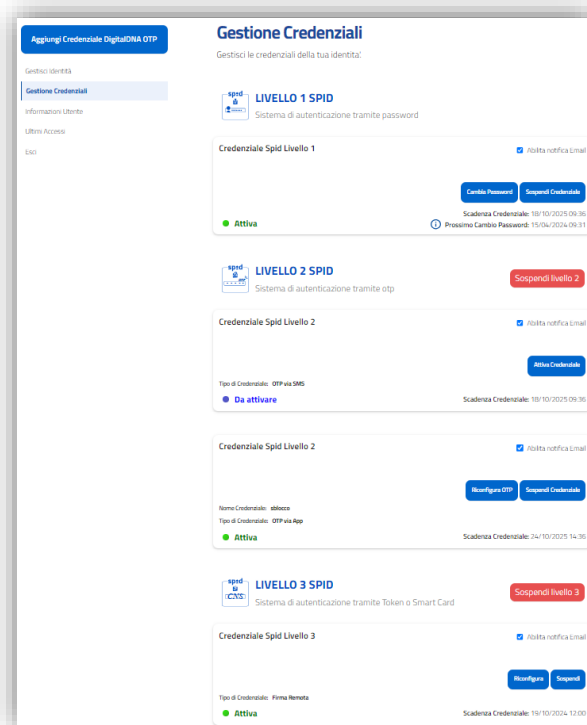 Aggiungi Credenziale DigitalDNA OTP
Gestisci Identità
Gestione Credenziali
Informazioni Utente
Ultimi Accessi
Esci
Gestione Credenziali
Gestisci le credenziali della tua identita'.
spid
LIVELLO 1 SPID
Sistema di autenticazione tramite password
Credenziale Spid Livello 1
Abilita notifica Email
Cambia Password
Sospendi Credenziale
Scadenza Credenziale: 18/10/2025 09:36
Attiva
Prossimo Cambio Password: 15/04/2024 09:31
spid
LIVELLO 2 SPID
Sistema di autenticazione tramite otp
Sospendi livello 2
Credenziale Spid Livello 2
Abilita notifica Email
Attiva Credenziale
Tipo di Credenziale: OTP via SMS
Da attivare
Scadenza Credenziale: 18/10/2025 09:36
Credenziale Spid Livello 2
Abilita notifica Email
Riconfigura OTP
Sospendi Credenziale
Nome Credenziale: sblocco
Tipo di Credenziale: OTP via App
Attiva
Scadenza Credenziale: 24/10/2025 14:36
spid
CNS
LIVELLO 3 SPID
Sistema di autenticazione tramite Token o Smart Card
Sospendi livello 3
Credenziale Spid Livello 3
Abilita notifica Email
Riconfigura
Sospendi
Tipo di Credenziale: Firma Remota
Attiva
Scadenza Credenziale: 19/10/2024 12:00